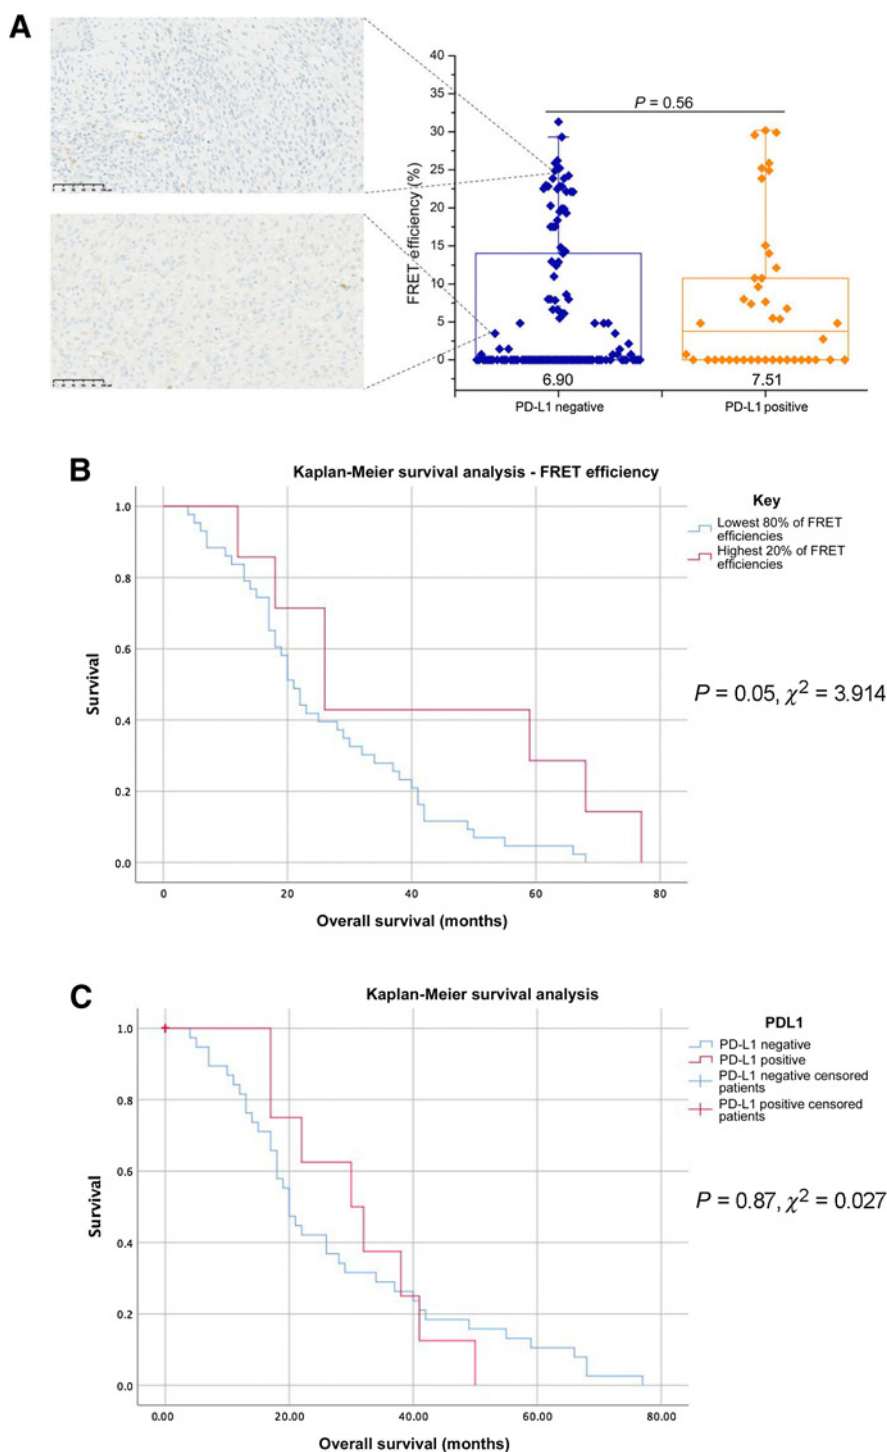 A
40
35
30
25
20
15
10
5
0
FRET efficiency (%)
P = 0.56
6.90
7.51
PD-L1 negative
PD-L1 positive
B
Kaplan-Meier survival analysis - FRET efficiency
1.0
0.8
0.6
0.4
0.2
0.0
Survival
0
20
40
60
80
Overall survival (months)
Key
Lowest 80% of FRET
efficiencies
Highest 20% of FRET
efficiencies
P = 0.05, χ² = 3.914
C
Kaplan-Meier survival analysis
1.0
0.8
0.6
0.4
0.2
0.0
Survival
0.00
20.00
40.00
60.00
80.00
Overall survival (months)
PDL1
PD-L1 negative
PD-L1 positive
PD-L1 negative censored
patients
PD-L1 positive censored
patients
P = 0.87, χ² = 0.027